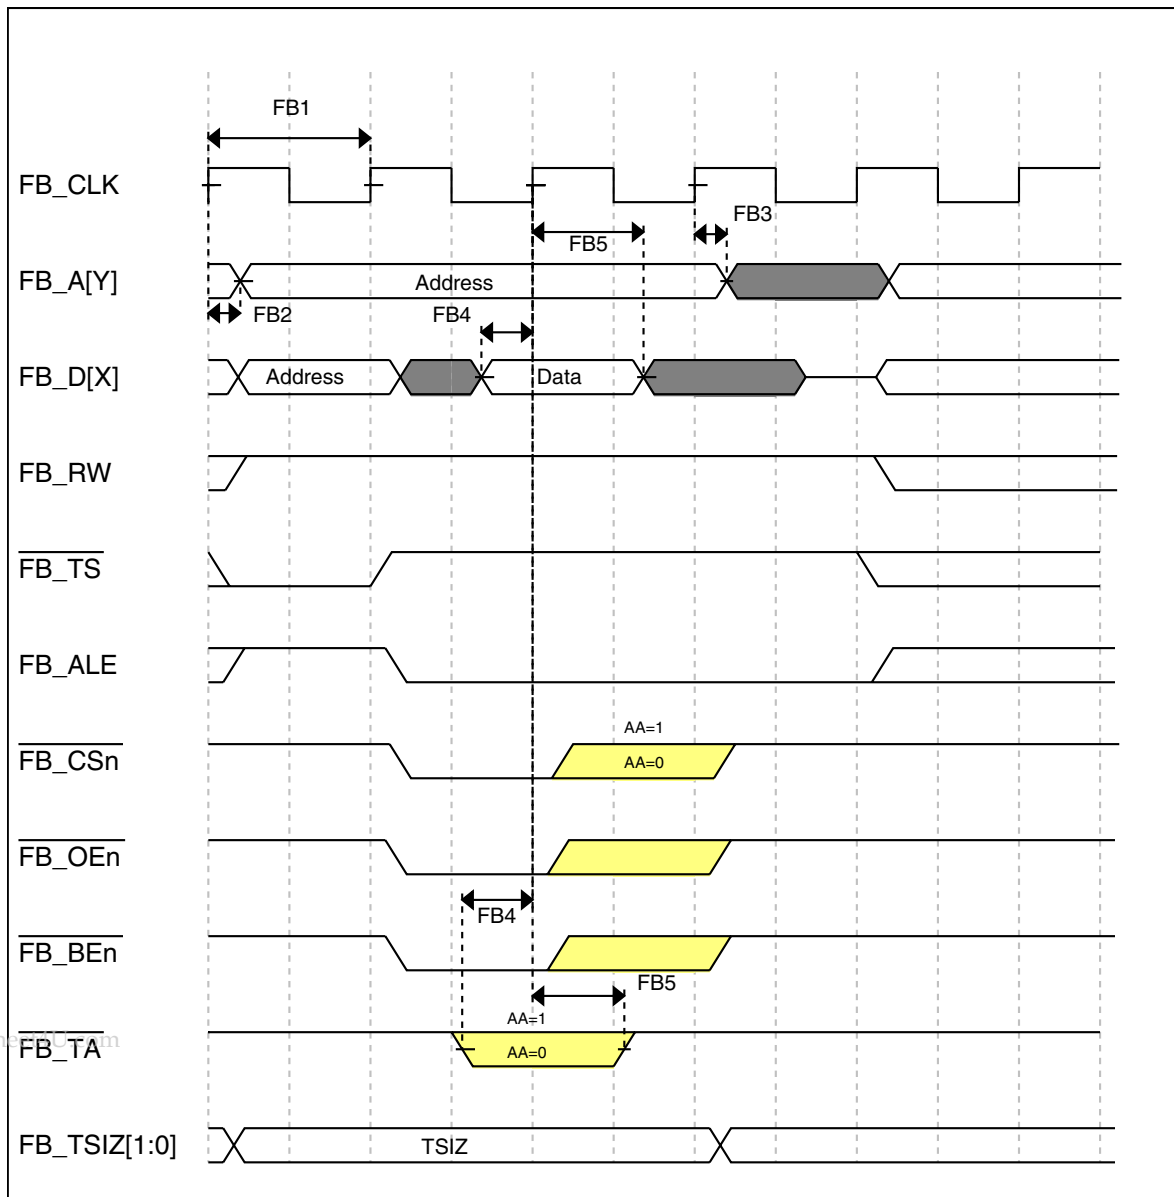 FB1
FB_CLK
FB3
FB5
FB_A[Y]
Address
FB2
FB4
FB_D[X]
Address
Data
FB_RW
FB_TS
FB_ALE
AA=1
FB_CSn
AA=0
FB_OEn
FB4
FB_BEn
FB5
AA=1
FB_TA
AA=0
FB_TSIZ[1:0]
TSIZ